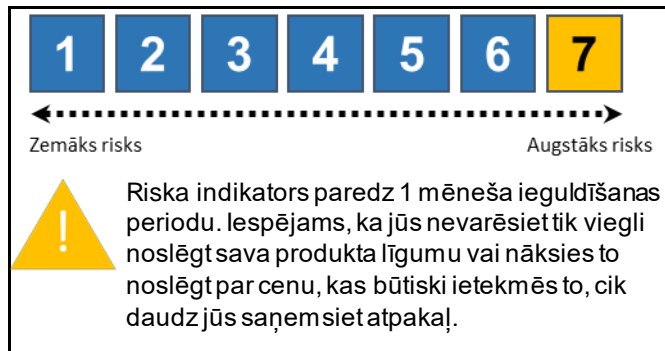 1 2 3 4 5 6 7
Zemāks risks Augstāks risks
!
Riska indikators paredz 1 mēneša ieguldīšanas
periodu. Iespējams, ka jūs nevarēsiet tik viegli
noslēgt sava produkta līgumu vai nāksies to
noslēgt par cenu, kas būtiski ietekmēs to, cik
daudz jūs saņemsiet atpakaļ.